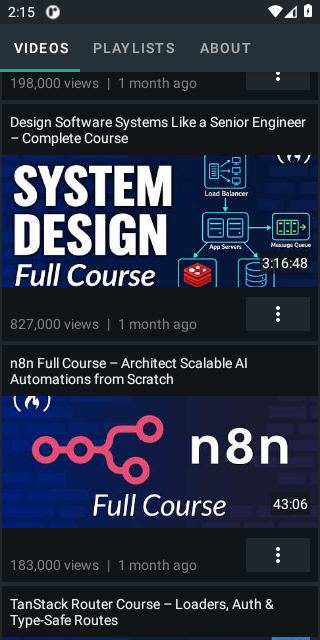 2:15
VIDEOS PLAYLISTS ABOUT
198,000 views | 1 month ago
Design Software Systems Like a Senior Engineer
– Complete Course
SYSTEM
DESIGN
Full Course
Load Balancer
App Servers
Message Queue
3:16:48
827,000 views | 1 month ago
n8n Full Course – Architect Scalable AI
Automations from Scratch
n8n
Full Course
43:06
183,000 views | 1 month ago
TanStack Router Course – Loaders, Auth &
Type-Safe Routes